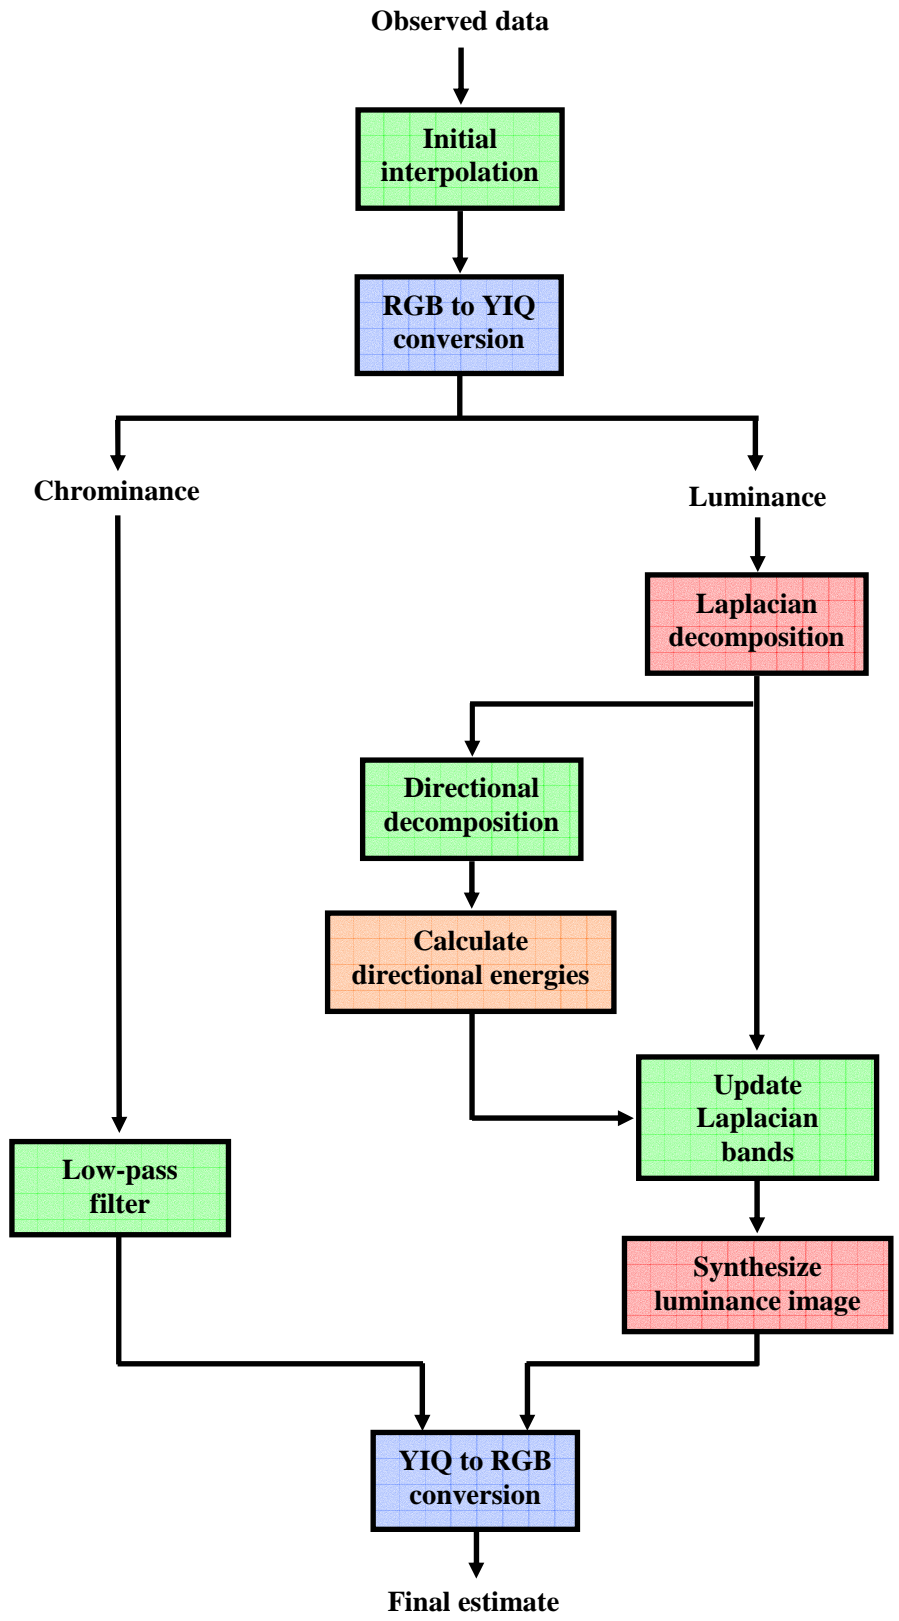 Observed data
Initial
interpolation
RGB to YIQ
conversion
Chrominance
Luminance
Laplacian
decomposition
Directional
decomposition
Calculate
directional energies
Update
Laplacian
bands
Low-pass
filter
Synthesize
luminance image
YIQ to RGB
conversion
Final estimate